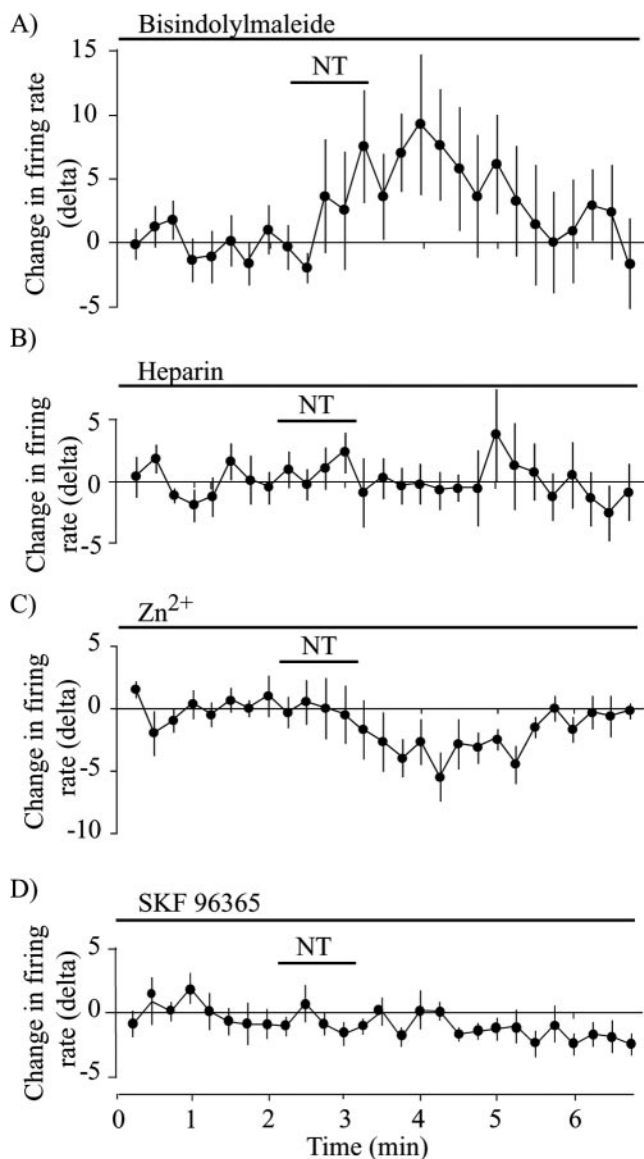 A)
Bisindolylmaleide
NT
15
10
5
0
-5
Change in firing rate
(delta)
B)
Heparin
NT
5
0
-5
Change in firing
rate (delta)
C)
Zn2+
NT
5
0
-5
-10
Change in firing
rate (delta)
D)
SKF 96365
NT
5
0
-5
Change in firing
rate (delta)
0 1 2 3 4 5 6
Time (min)